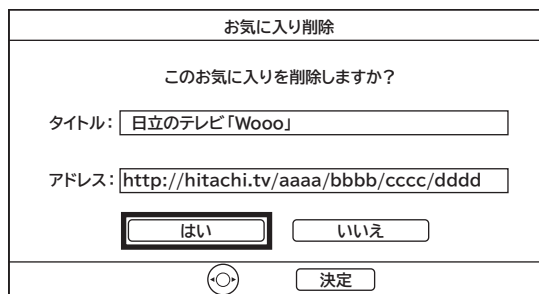 お気に入り削除
このお気に入りを削除しますか？
タイトル： 日立のテレビ「Wooo」
アドレス： http://hitachi.tv/aaaa/bbbb/cccc/dddd
はい いいえ
決定